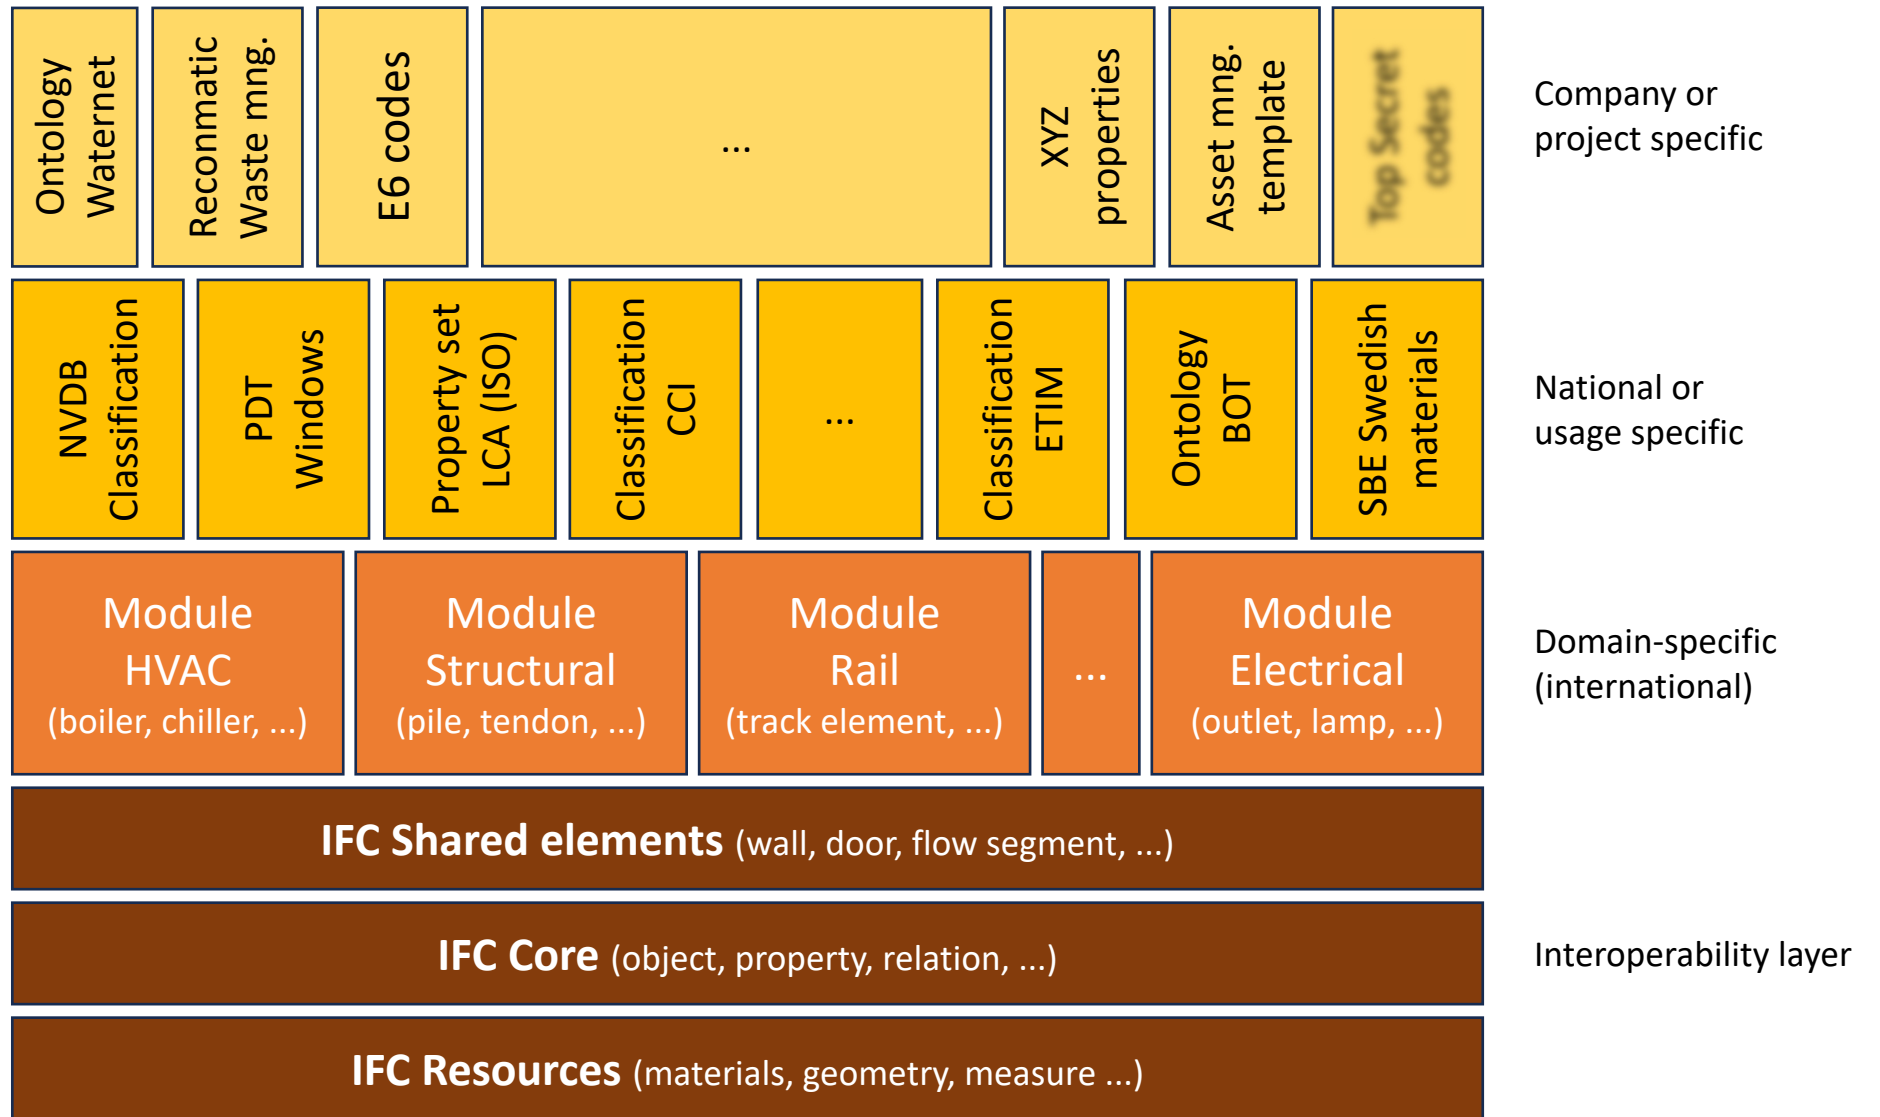 Ontology
Waternet
Reconmatic
Waste mng.
E6 codes
...
XYZ
properties
Asset mng.
template
Top Secret
codes
Company or
project specific
NVDB
Classification
PDT
Windows
Property set
LCA (ISO)
Classification
CCI
...
Classification
ETIM
Ontology
BOT
SBE Swedish
materials
National or
usage specific
Module
HVAC
(boiler, chiller, ...)
Module
Structural
(pile, tendon, ...)
Module
Rail
(track element, ...)
...
Module
Electrical
(outlet, lamp, ...)
Domain-specific
(international)
IFC Shared elements (wall, door, flow segment, ...)
IFC Core (object, property, relation, ...)
Interoperability layer
IFC Resources (materials, geometry, measure ...)